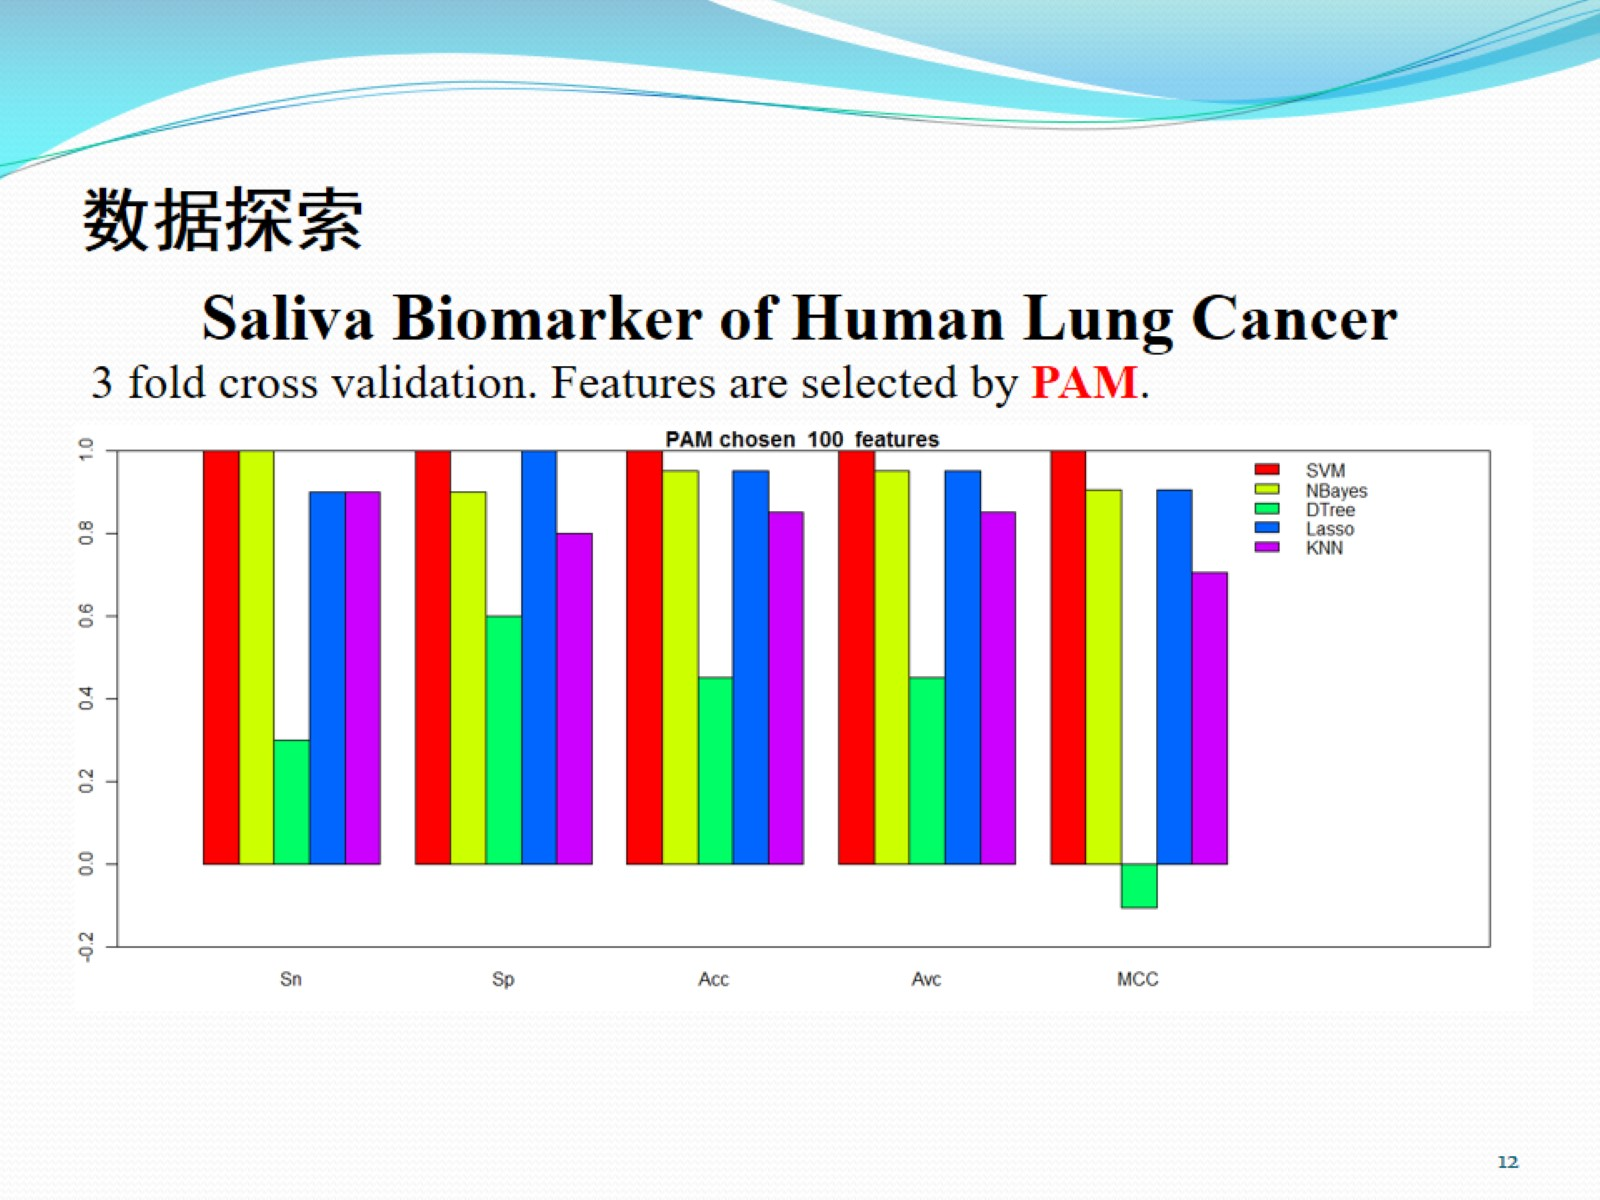 数据探索
Saliva Biomarker of Human Lung Cancer
3 fold cross validation. Features are selected by PAM.
PAM chosen 100 features
1.0
0.8
0.6
0.4
0.2
0.0
-0.2
SVM
NBayes
DTree
Lasso
KNN
Sn Sp Acc Avc MCC
12